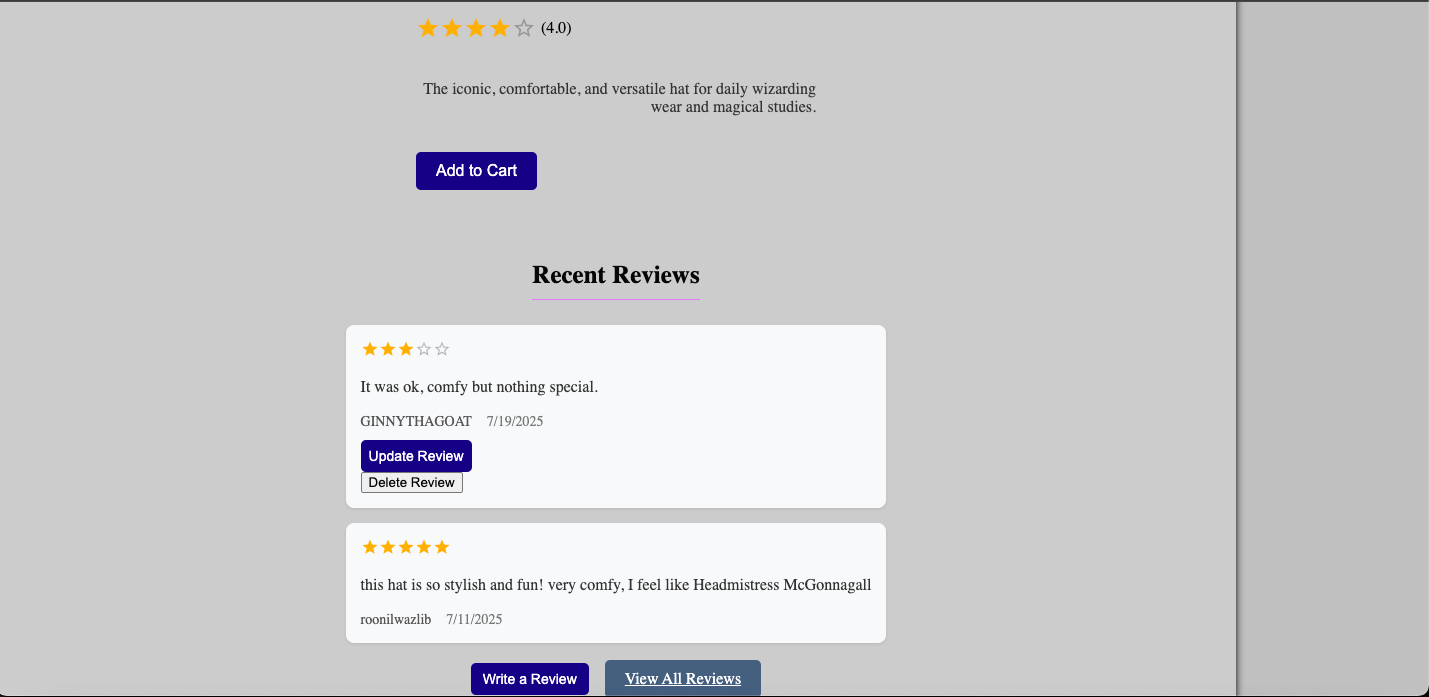 (4.0)
The iconic, comfortable, and versatile hat for daily wizarding
wear and magical studies.
Add to Cart
Recent Reviews
It was ok, comfy but nothing special.
GINNYTHAGOAT 7/19/2025
Update Review
Delete Review
this hat is so stylish and fun! very comfy, I feel like Headmistress McGonnagall
roonilwazlib 7/11/2025
Write a Review View All Reviews